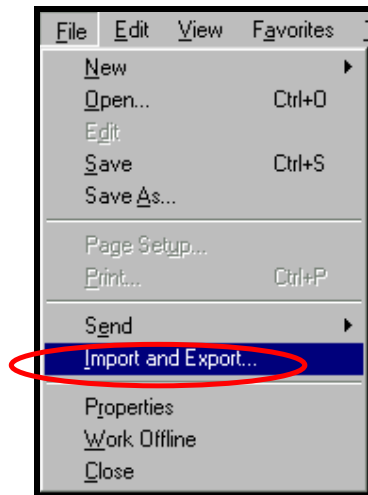 File Edit View Favorites
New
Open... Ctrl+O
Edit
Save Ctrl+S
Save As...
Page Setup...
Print... Ctrl+P
Send
Import and Export...
Properties
Work Offline
Close